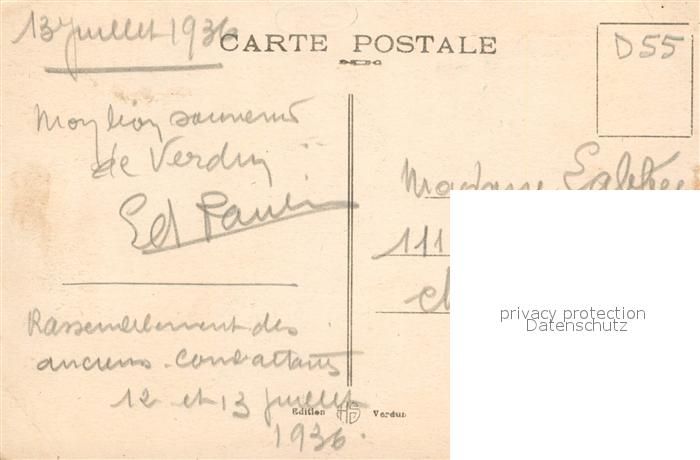 13 juillet 1936
CARTE POSTALE
D55
Mon bon souvenir
de Verdun
Ed
Madame
111
Rassemblement des
anciens combattants
12 et 13 juillet
1936.
Edition HS Verdun
privacy protection
Datenschutz